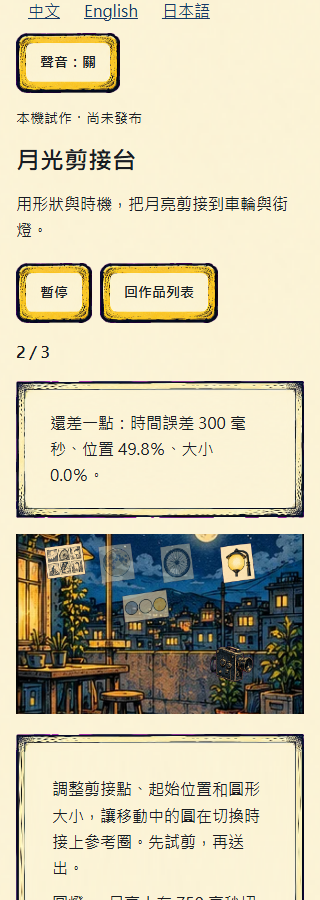 中文 English 日本語
聲音：關
本機試作・尚未發布
月光剪接台
用形狀與時機，把月亮剪接到車輪與街
燈。
暫停 回作品列表
2 / 3
還差一點：時間誤差 300 毫
秒、位置 49.8%、大小
0.0%。
調整剪接點、起始位置和圓形
大小，讓移動中的圓在切換時
接上參考圈。先試剪，再送
出。